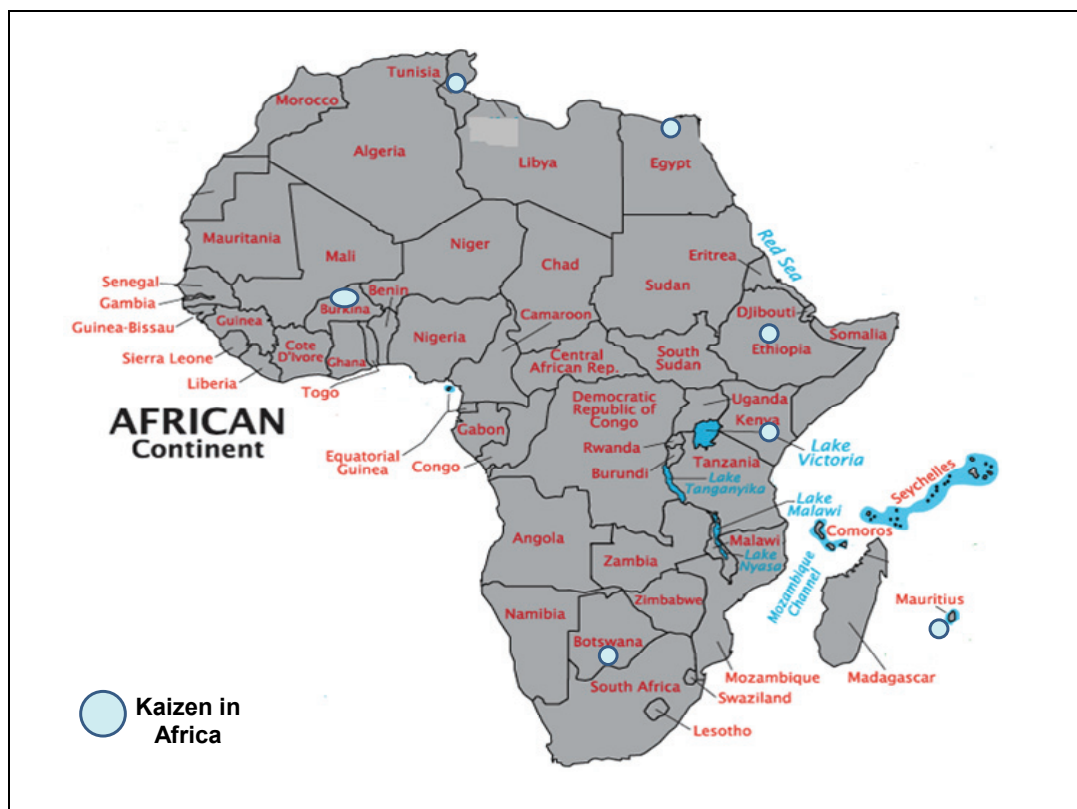 Tunisia
Morocco
Algeria
Libya
Egypt
Red Sea
Mauritania
Mali
Niger
Chad
Sudan
Eritrea
Senegal
Gambia
Guinea-Bissau
Guinea
Burkina
Benin
Nigeria
Camaroon
DJibouti
Ethiopia
Somalia
Sierra Leone
Liberia
Cote
D'Ivore
Ghana
Togo
Central
African Rep.
South
Sudan
AFRICAN
Continent
Equatorial
Guinea
Gabon
Congo
Democratic
Republic of
Congo
Uganda
Kenya
Rwanda
Burundi
Tanzania
Lake
Victoria
Lake
Tanganyika
Lake
Malawi
Seychelles
Comoros
Angola
Zambia
Malawi
Lake
Nyasa
Mozambique
Channel
Namibia
Zimbabwe
Botswana
Mauritius
South Africa
Mozambique
Swaziland
Lesotho
Madagascar
Kaizen in
Africa